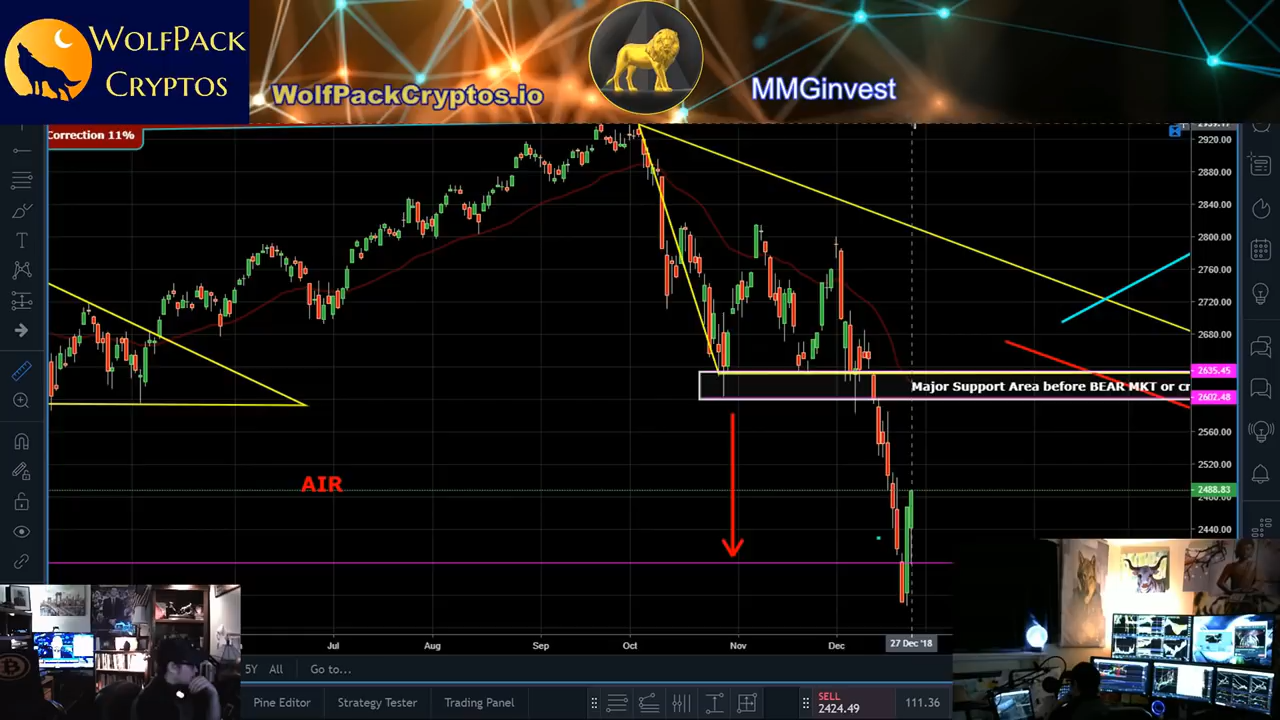 WOLFPACK
CRYPTOS
WolfPackCryptos.io
MMGinvest
Correction 11%
2920.00
2880.00
2840.00
2800.00
2760.00
2720.00
2680.00
2635.45
Major Support Area before BEAR MKT or cr
2602.48
2560.00
2520.00
AIR
2488.83
2480.00
2440.00
Jul
Aug
Sep
Oct
Nov
Dec
27 Dec '18
5Y
All
Go to...
Pine Editor
Strategy Tester
Trading Panel
SELL
2424.49
111.36